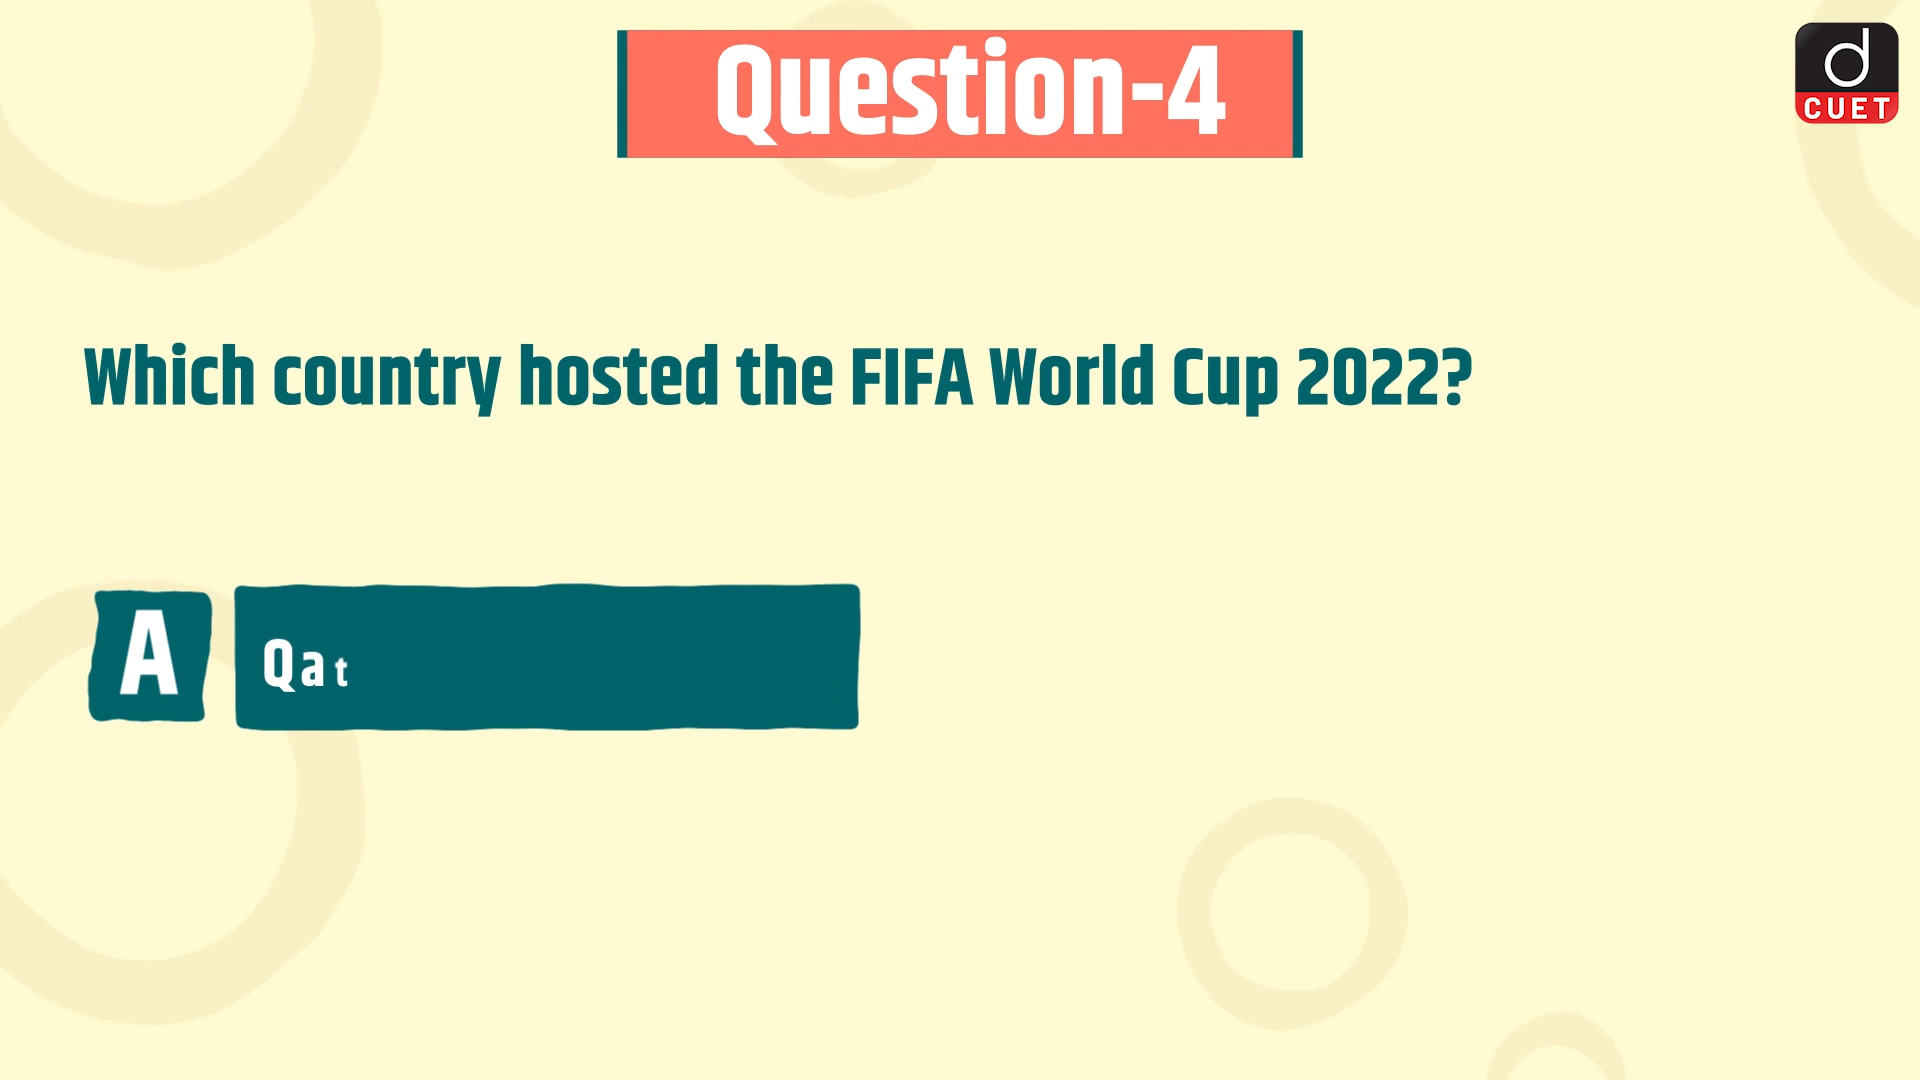 Question-4
d
CUET
Which country hosted the FIFA World Cup 2022?
A
Qat